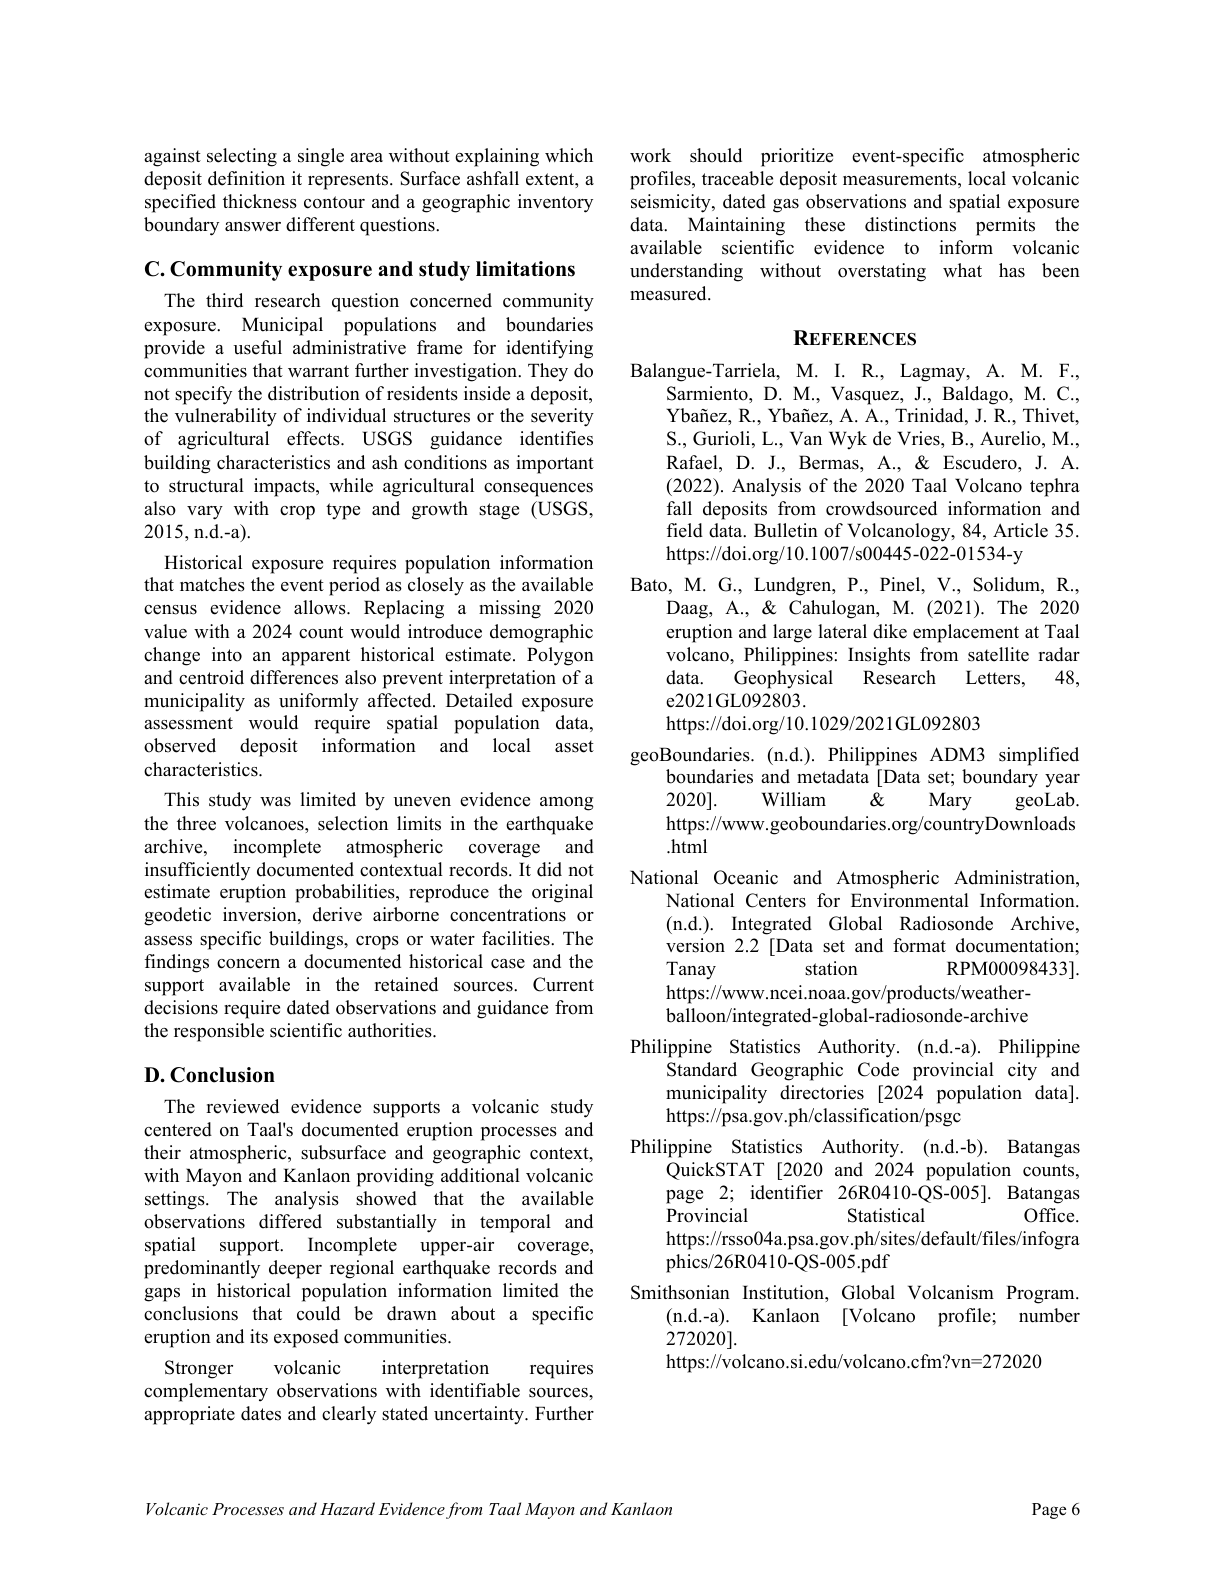 against selecting a single area without explaining which
deposit definition it represents. Surface ashfall extent, a
specified thickness contour and a geographic inventory
boundary answer different questions.
C. Community exposure and study limitations
The third research question concerned community
exposure. Municipal populations and boundaries
provide a useful administrative frame for identifying
communities that warrant further investigation. They do
not specify the distribution of residents inside a deposit,
the vulnerability of individual structures or the severity
of agricultural effects. USGS guidance identifies
building characteristics and ash conditions as important
to structural impacts, while agricultural consequences
also vary with crop type and growth stage (USGS,
2015, n.d.-a).
Historical exposure requires population information
that matches the event period as closely as the available
census evidence allows. Replacing a missing 2020
value with a 2024 count would introduce demographic
change into an apparent historical estimate. Polygon
and centroid differences also prevent interpretation of a
municipality as uniformly affected. Detailed exposure
assessment would require spatial population data,
observed deposit information and local asset
characteristics.
This study was limited by uneven evidence among
the three volcanoes, selection limits in the earthquake
archive, incomplete atmospheric coverage and
insufficiently documented contextual records. It did not
estimate eruption probabilities, reproduce the original
geodetic inversion, derive airborne concentrations or
assess specific buildings, crops or water facilities. The
findings concern a documented historical case and the
support available in the retained sources. Current
decisions require dated observations and guidance from
the responsible scientific authorities.
D. Conclusion
The reviewed evidence supports a volcanic study
centered on Taal's documented eruption processes and
their atmospheric, subsurface and geographic context,
with Mayon and Kanlaon providing additional volcanic
settings. The analysis showed that the available
observations differed substantially in temporal and
spatial support. Incomplete upper-air coverage,
predominantly deeper regional earthquake records and
gaps in historical population information limited the
conclusions that could be drawn about a specific
eruption and its exposed communities.
Stronger volcanic interpretation requires
complementary observations with identifiable sources,
appropriate dates and clearly stated uncertainty. Further
work should prioritize event-specific atmospheric
profiles, traceable deposit measurements, local volcanic
seismicity, dated gas observations and spatial exposure
data. Maintaining these distinctions permits the
available scientific evidence to inform volcanic
understanding without overstating what has been
measured.
REFERENCES
Balangue-Tarriela, M. I. R., Lagmay, A. M. F.,
Sarmiento, D. M., Vasquez, J., Baldago, M. C.,
Ybañez, R., Ybañez, A. A., Trinidad, J. R., Thivet,
S., Gurioli, L., Van Wyk de Vries, B., Aurelio, M.,
Rafael, D. J., Bermas, A., & Escudero, J. A.
(2022). Analysis of the 2020 Taal Volcano tephra
fall deposits from crowdsourced information and
field data. Bulletin of Volcanology, 84, Article 35.
https://doi.org/10.1007/s00445-022-01534-y
Bato, M. G., Lundgren, P., Pinel, V., Solidum, R.,
Daag, A., & Cahulogan, M. (2021). The 2020
eruption and large lateral dike emplacement at Taal
volcano, Philippines: Insights from satellite radar
data. Geophysical Research Letters, 48,
e2021GL092803.
https://doi.org/10.1029/2021GL092803
geoBoundaries. (n.d.). Philippines ADM3 simplified
boundaries and metadata [Data set; boundary year
2020]. William & Mary geoLab.
https://www.geoboundaries.org/countryDownloads
.html
National Oceanic and Atmospheric Administration,
National Centers for Environmental Information.
(n.d.). Integrated Global Radiosonde Archive,
version 2.2 [Data set and format documentation;
Tanay station RPM00098433].
https://www.ncei.noaa.gov/products/weather-
balloon/integrated-global-radiosonde-archive
Philippine Statistics Authority. (n.d.-a). Philippine
Standard Geographic Code provincial city and
municipality directories [2024 population data].
https://psa.gov.ph/classification/psgc
Philippine Statistics Authority. (n.d.-b). Batangas
QuickSTAT [2020 and 2024 population counts,
page 2; identifier 26R0410-QS-005]. Batangas
Provincial Statistical Office.
https://rsso04a.psa.gov.ph/sites/default/files/infogra
phics/26R0410-QS-005.pdf
Smithsonian Institution, Global Volcanism Program.
(n.d.-a). Kanlaon [Volcano profile; number
272020].
https://volcano.si.edu/volcano.cfm?vn=272020
Volcanic Processes and Hazard Evidence from Taal Mayon and Kanlaon
Page 6